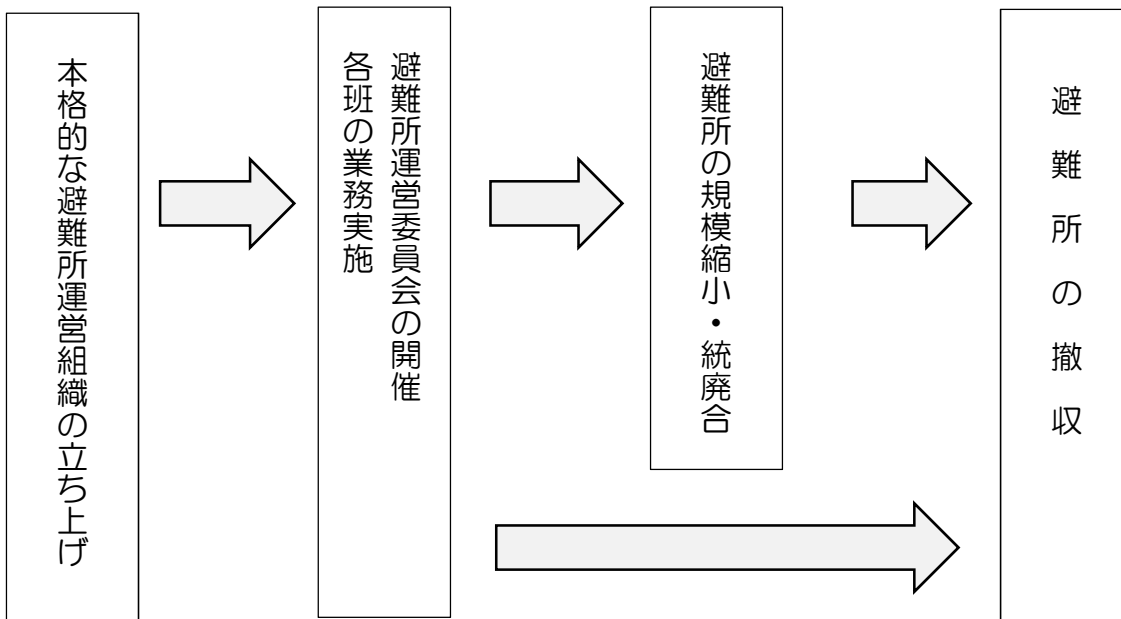 本格的な避難所運営組織の立ち上げ
避難所運営委員会の開催
各班の業務実施
避難所の規模縮小・統廃合
避難所の撤収